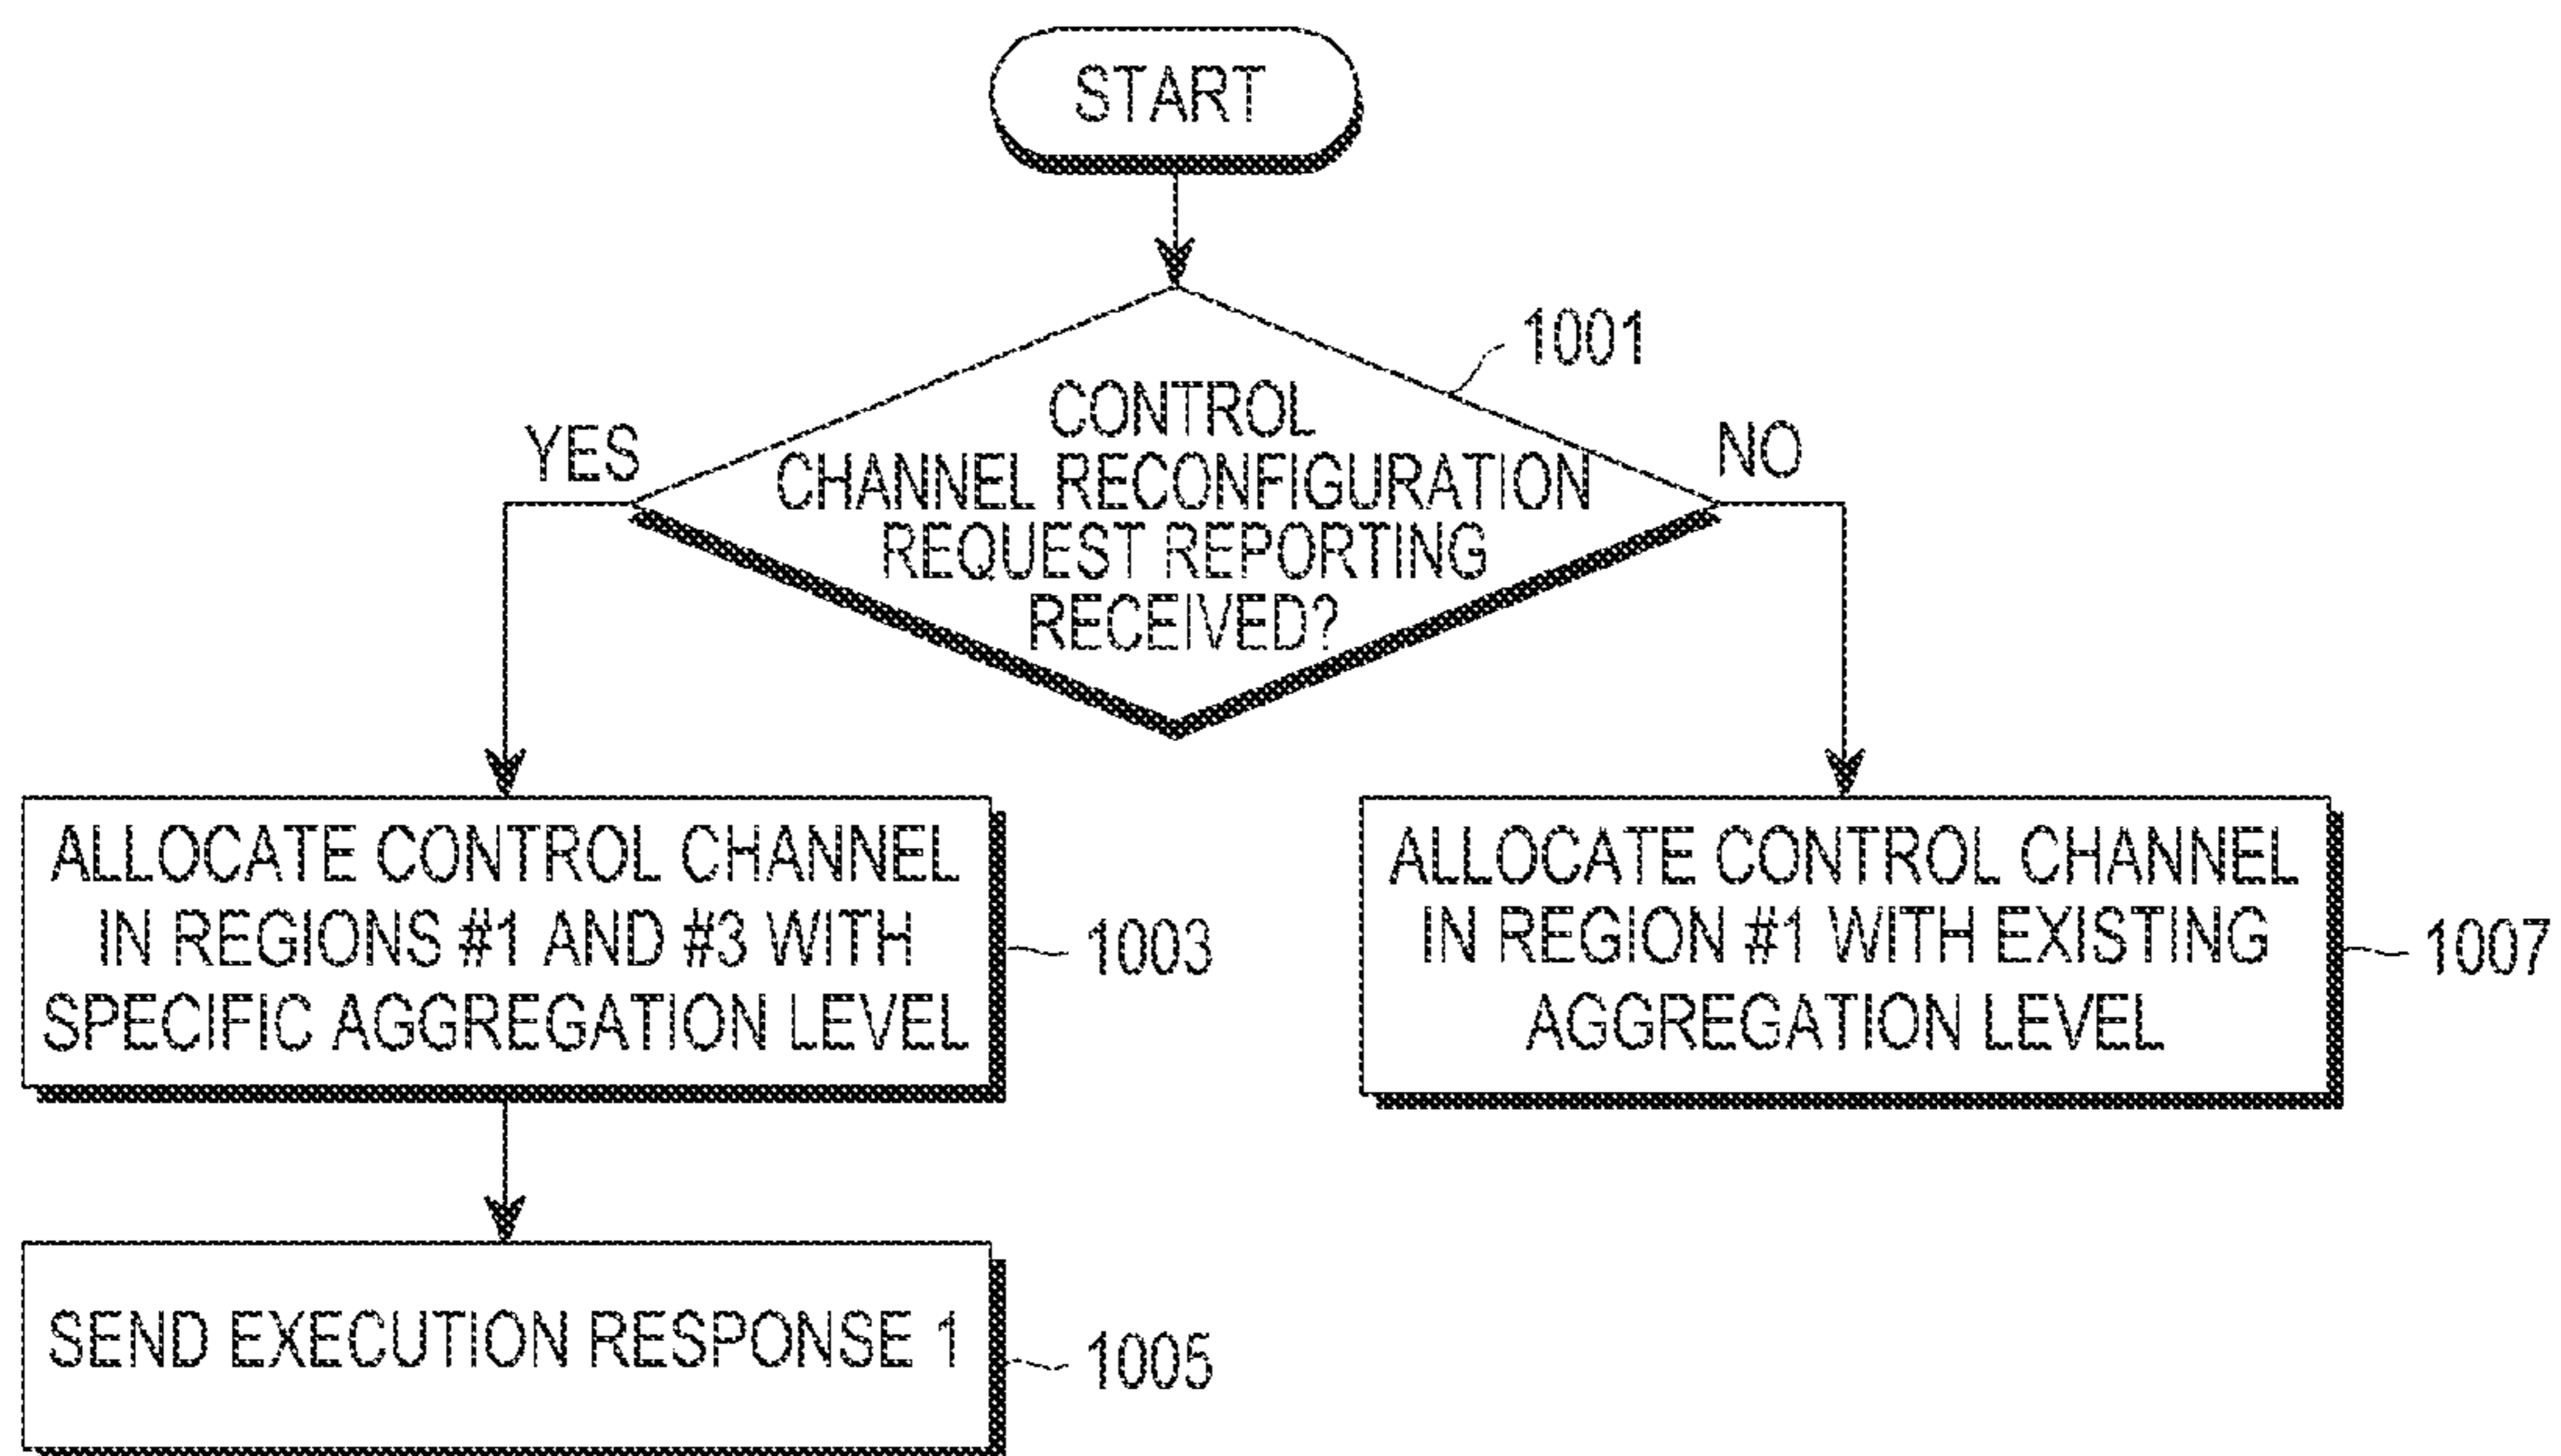 START
1001
CONTROL
CHANNEL RECONFIGURATION
REQUEST REPORTING
RECEIVED?
YES
NO
ALLOCATE CONTROL CHANNEL
IN REGIONS #1 AND #3 WITH
SPECIFIC AGGREGATION LEVEL
1003
ALLOCATE CONTROL CHANNEL
IN REGION #1 WITH EXISTING
AGGREGATION LEVEL
1007
SEND EXECUTION RESPONSE 1
1005